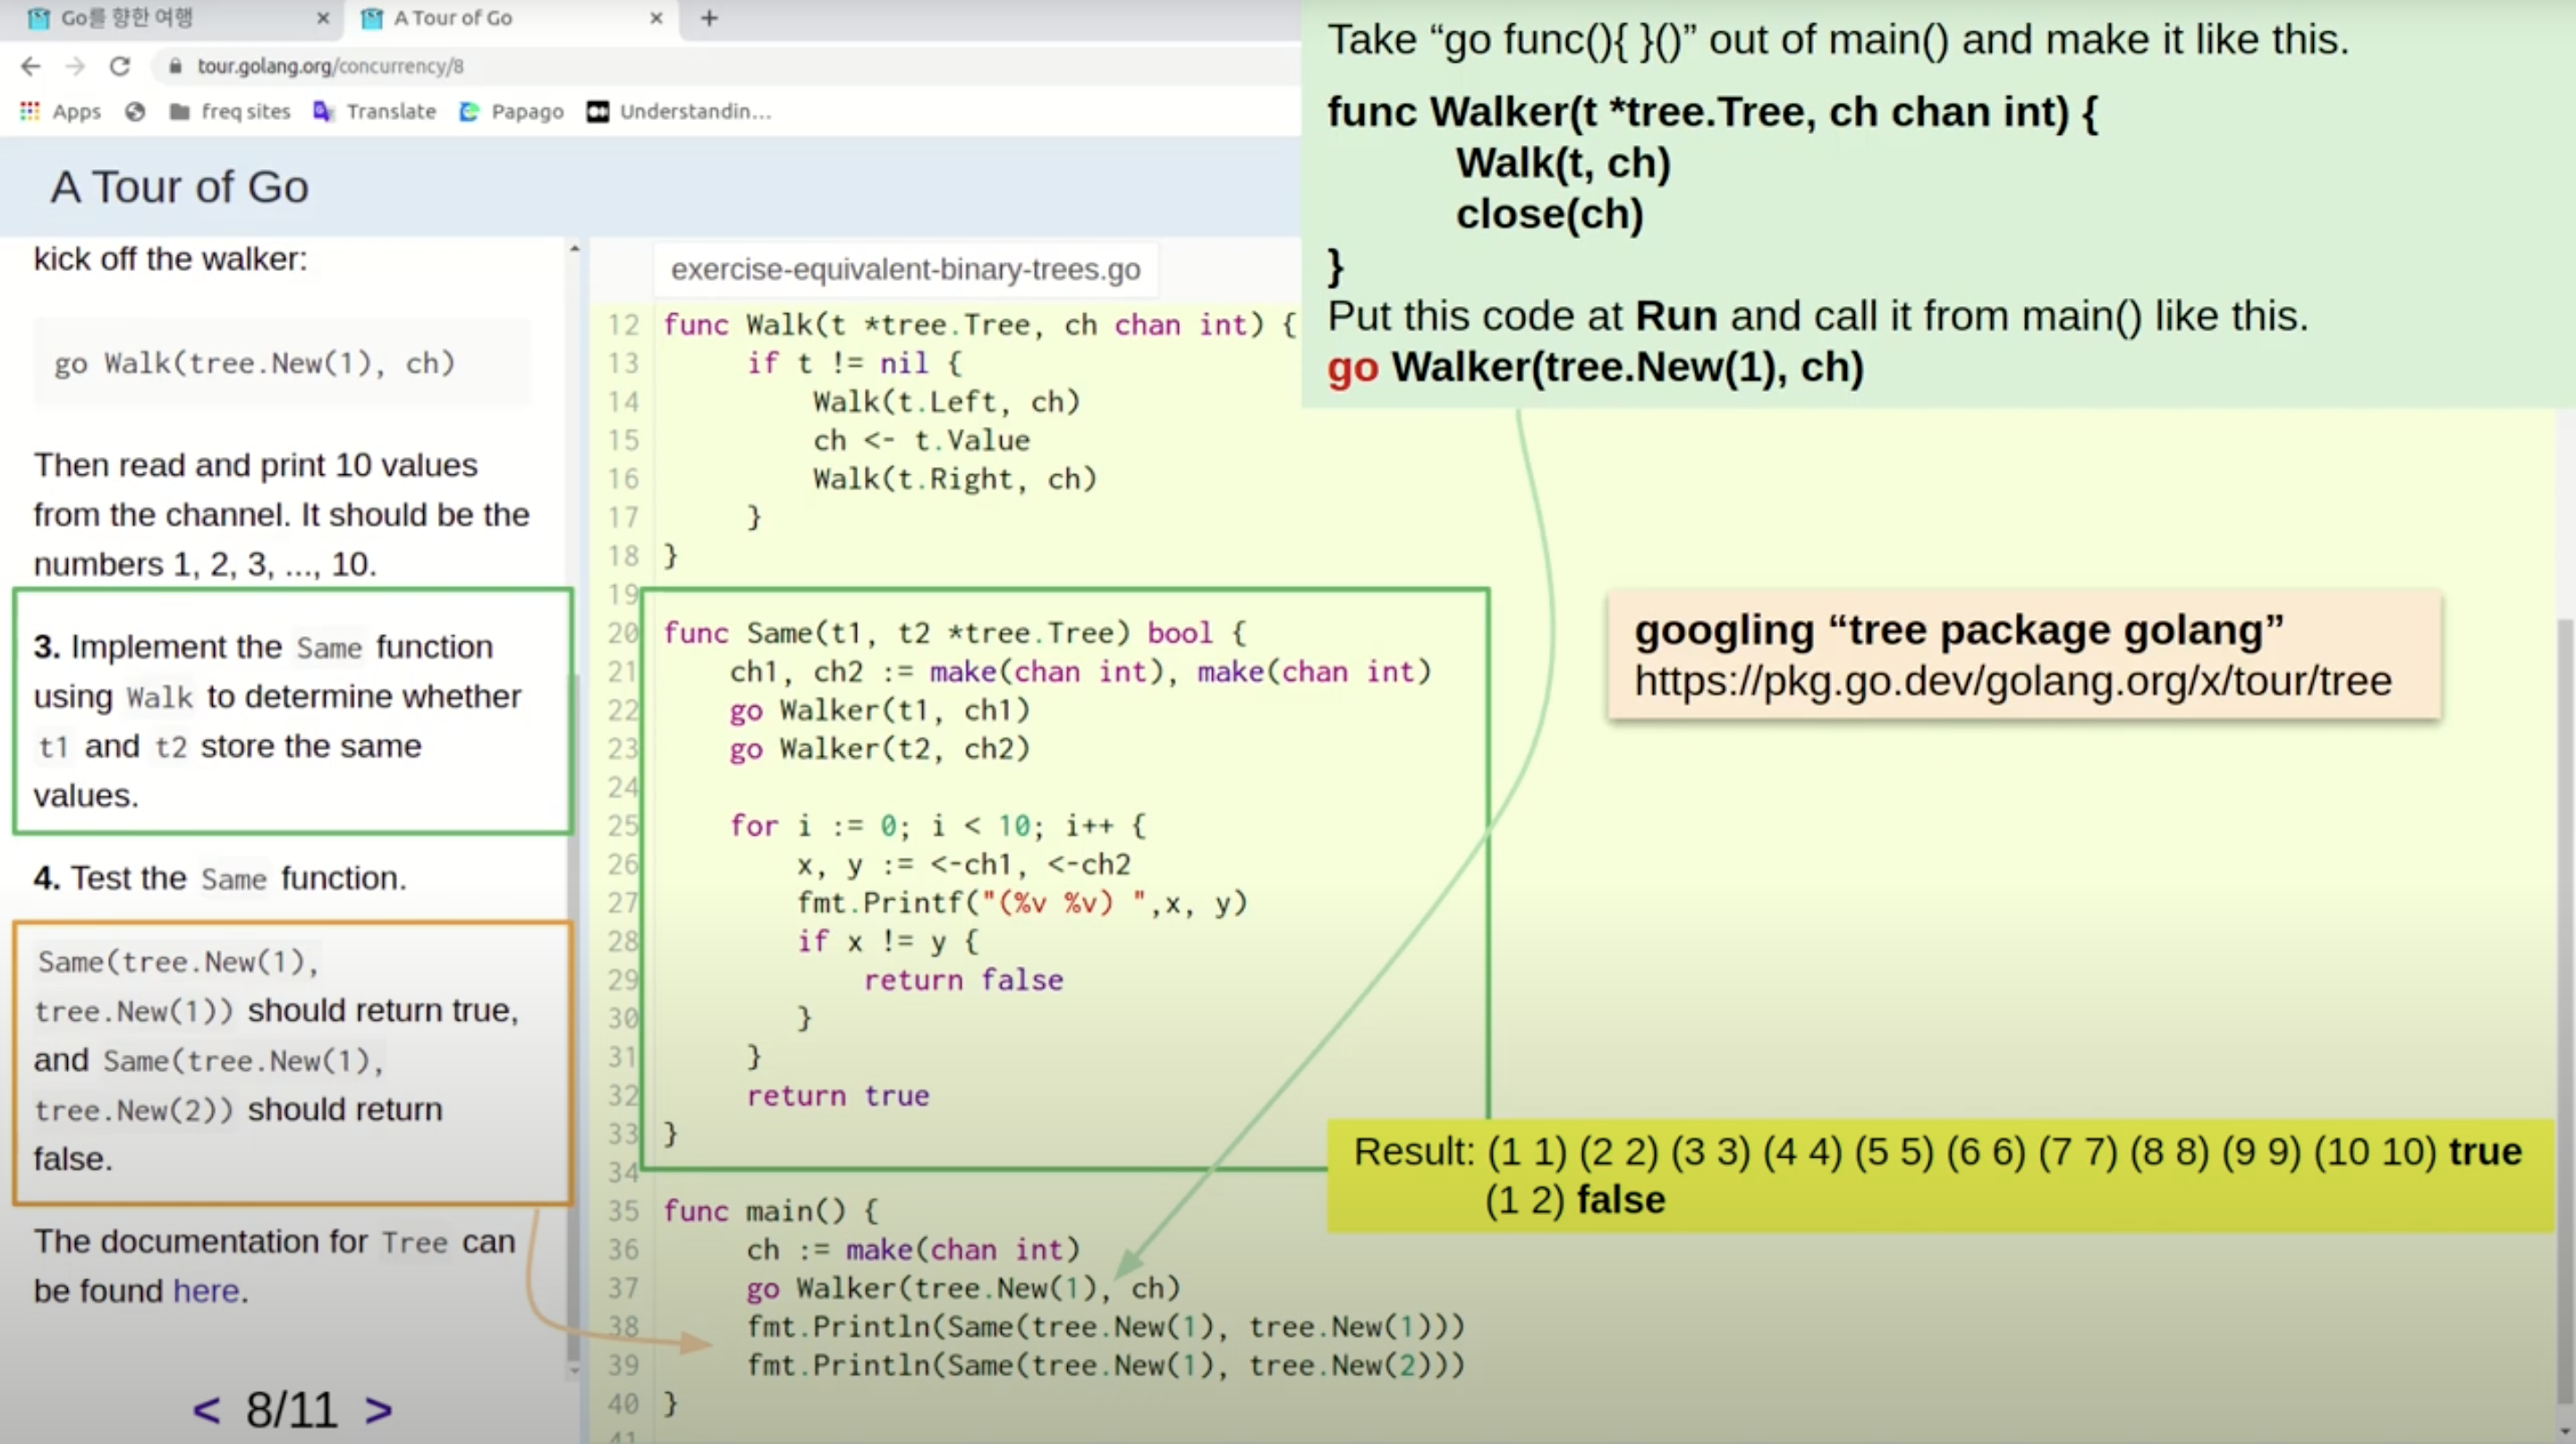 Go를 향한 여행
A Tour of Go
tour.golang.org/concurrency/8
Apps
freq sites
Translate
Papago
Understandin...
A Tour of Go
kick off the walker:
go Walk(tree.New(1), ch)
Then read and print 10 values
from the channel. It should be the
numbers 1, 2, 3, ..., 10.
3. Implement the Same function
using Walk to determine whether
t1 and t2 store the same
values.
4. Test the Same function.
Same(tree.New(1),
tree.New(1)) should return true,
and Same(tree.New(1),
tree.New(2)) should return
false.
The documentation for Tree can
be found here.
< 8/11 >
exercise-equivalent-binary-trees.go
12 func Walk(t *tree.Tree, ch chan int) {
13 if t != nil {
14 Walk(t.Left, ch)
15 ch <- t.Value
16 Walk(t.Right, ch)
17 }
18 }
19
20 func Same(t1, t2 *tree.Tree) bool {
21 ch1, ch2 := make(chan int), make(chan int)
22 go Walker(t1, ch1)
23 go Walker(t2, ch2)
24
25 for i := 0; i < 10; i++ {
26 x, y := <-ch1, <-ch2
27 fmt.Printf("(%v %v) ",x, y)
28 if x != y {
29 return false
30 }
31 }
32 return true
33 }
34
35 func main() {
36 ch := make(chan int)
37 go Walker(tree.New(1), ch)
38 fmt.Println(Same(tree.New(1), tree.New(1)))
39 fmt.Println(Same(tree.New(1), tree.New(2)))
40 }
41
Take “go func(){ }()” out of main() and make it like this.
func Walker(t *tree.Tree, ch chan int) {
Walk(t, ch)
close(ch)
}
Put this code at Run and call it from main() like this.
go Walker(tree.New(1), ch)
googling “tree package golang”
https://pkg.go.dev/golang.org/x/tour/tree
Result: (1 1) (2 2) (3 3) (4 4) (5 5) (6 6) (7 7) (8 8) (9 9) (10 10) true
(1 2) false